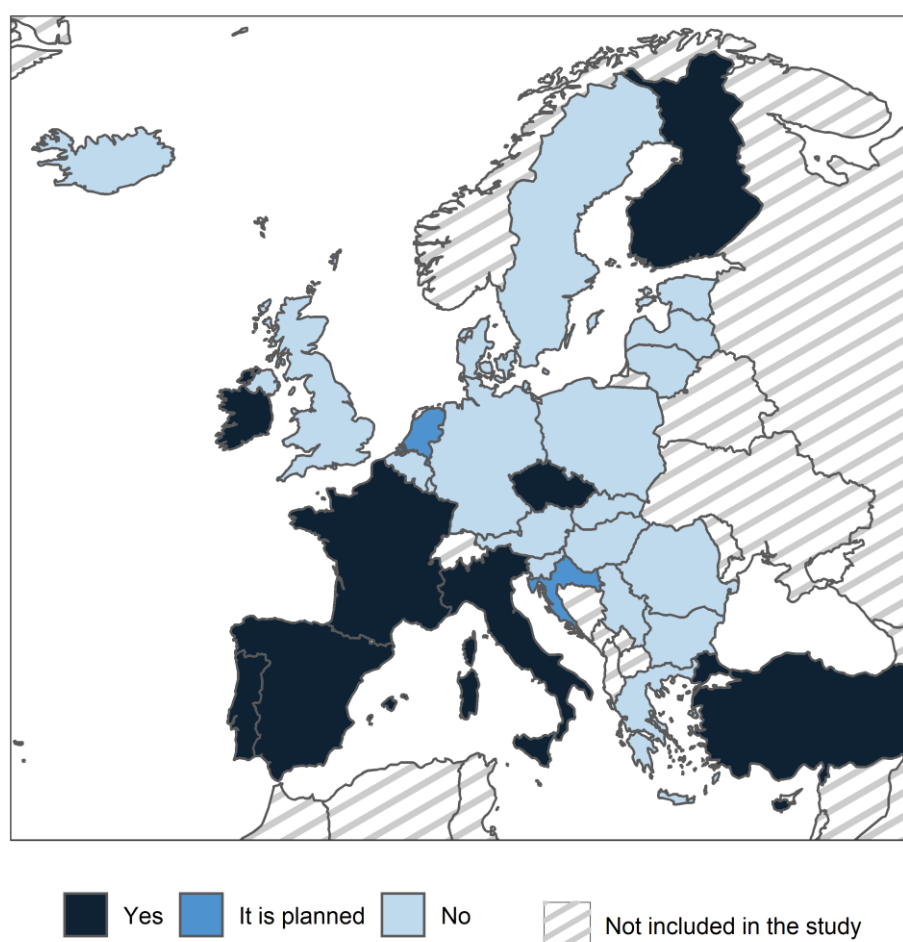 Yes
It is planned
No
Not included in the study